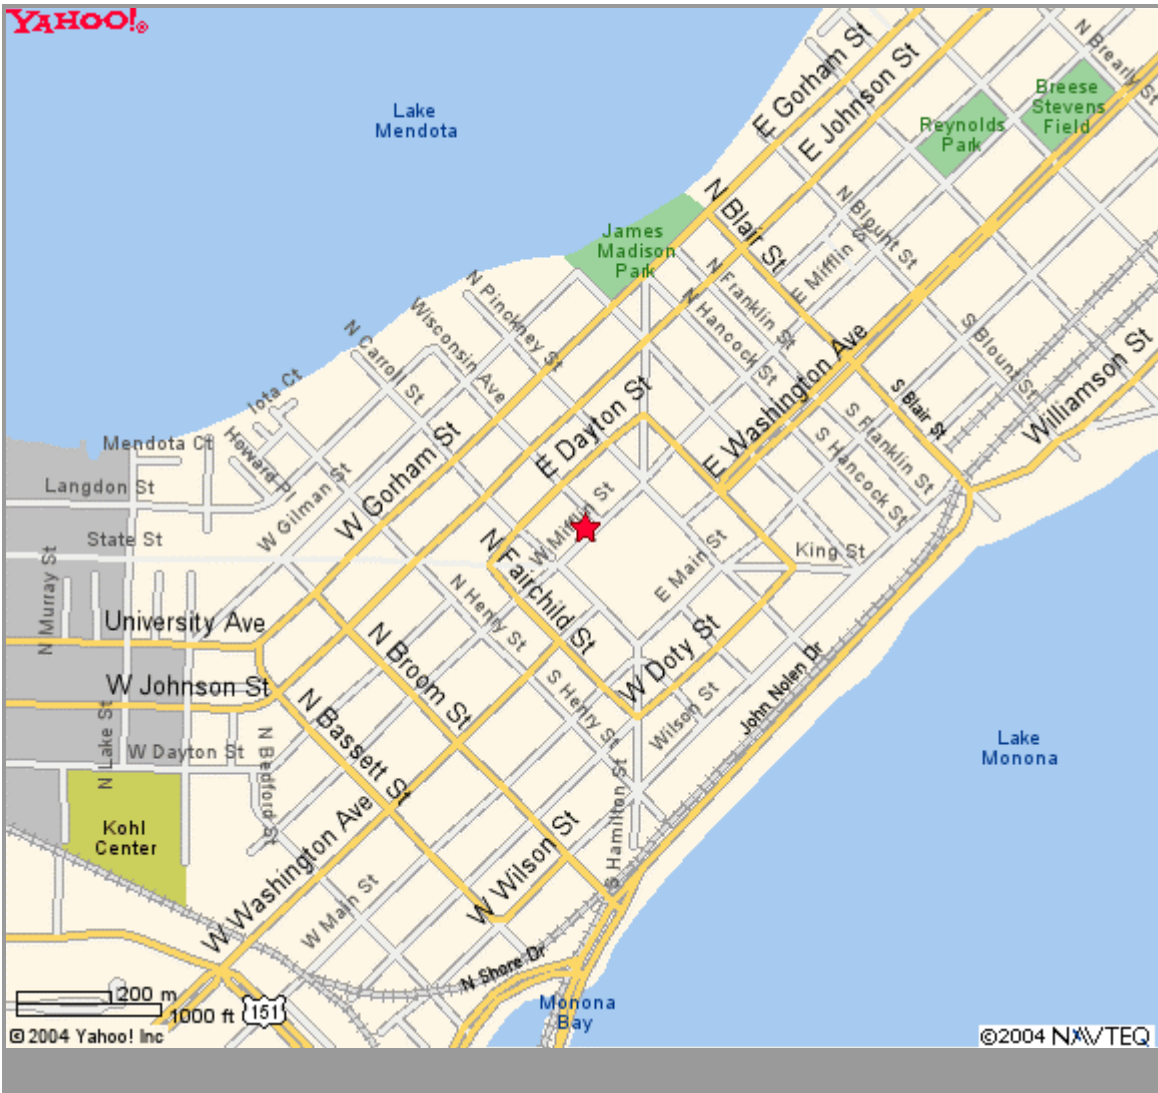 YAHOO!®
Lake
Mendota
E Gorham St
E Johnson St
N Brearly St
Breese
Stevens
Field
Reynolds
Park
N Blair St
N Blount St
E Mifflin S
James
Madison
Park
N Franklin St
N Hancock St
N Pinckney St
Wisconsin Ave
N Carroll St
Iota Ct
Howard Pl
Mendota Ct
Langdon St
W Gilman St
W Gorham St
E Dayton St
E Washington Ave
S Blount St
Williamson St
S Blair St
S Franklin St
S Hancock St
State St
N Murray St
W Mifflin St
N Fairchild St
E Main St
King St
University Ave
N Henry St
W Doty St
W Johnson St
N Broom St
S Henry St
Wilson St
John Nolen Dr
N Lake St
W Dayton St
N Bedford St
N Bassett St
Lake
Monona
Kohl
Center
W Washington Ave
W Main St
W Wilson St
S Hamilton St
N Shore Dr
Monona
Bay
200 m
1000 ft
151
©2004 Yahoo! Inc
©2004 NAVTEQ